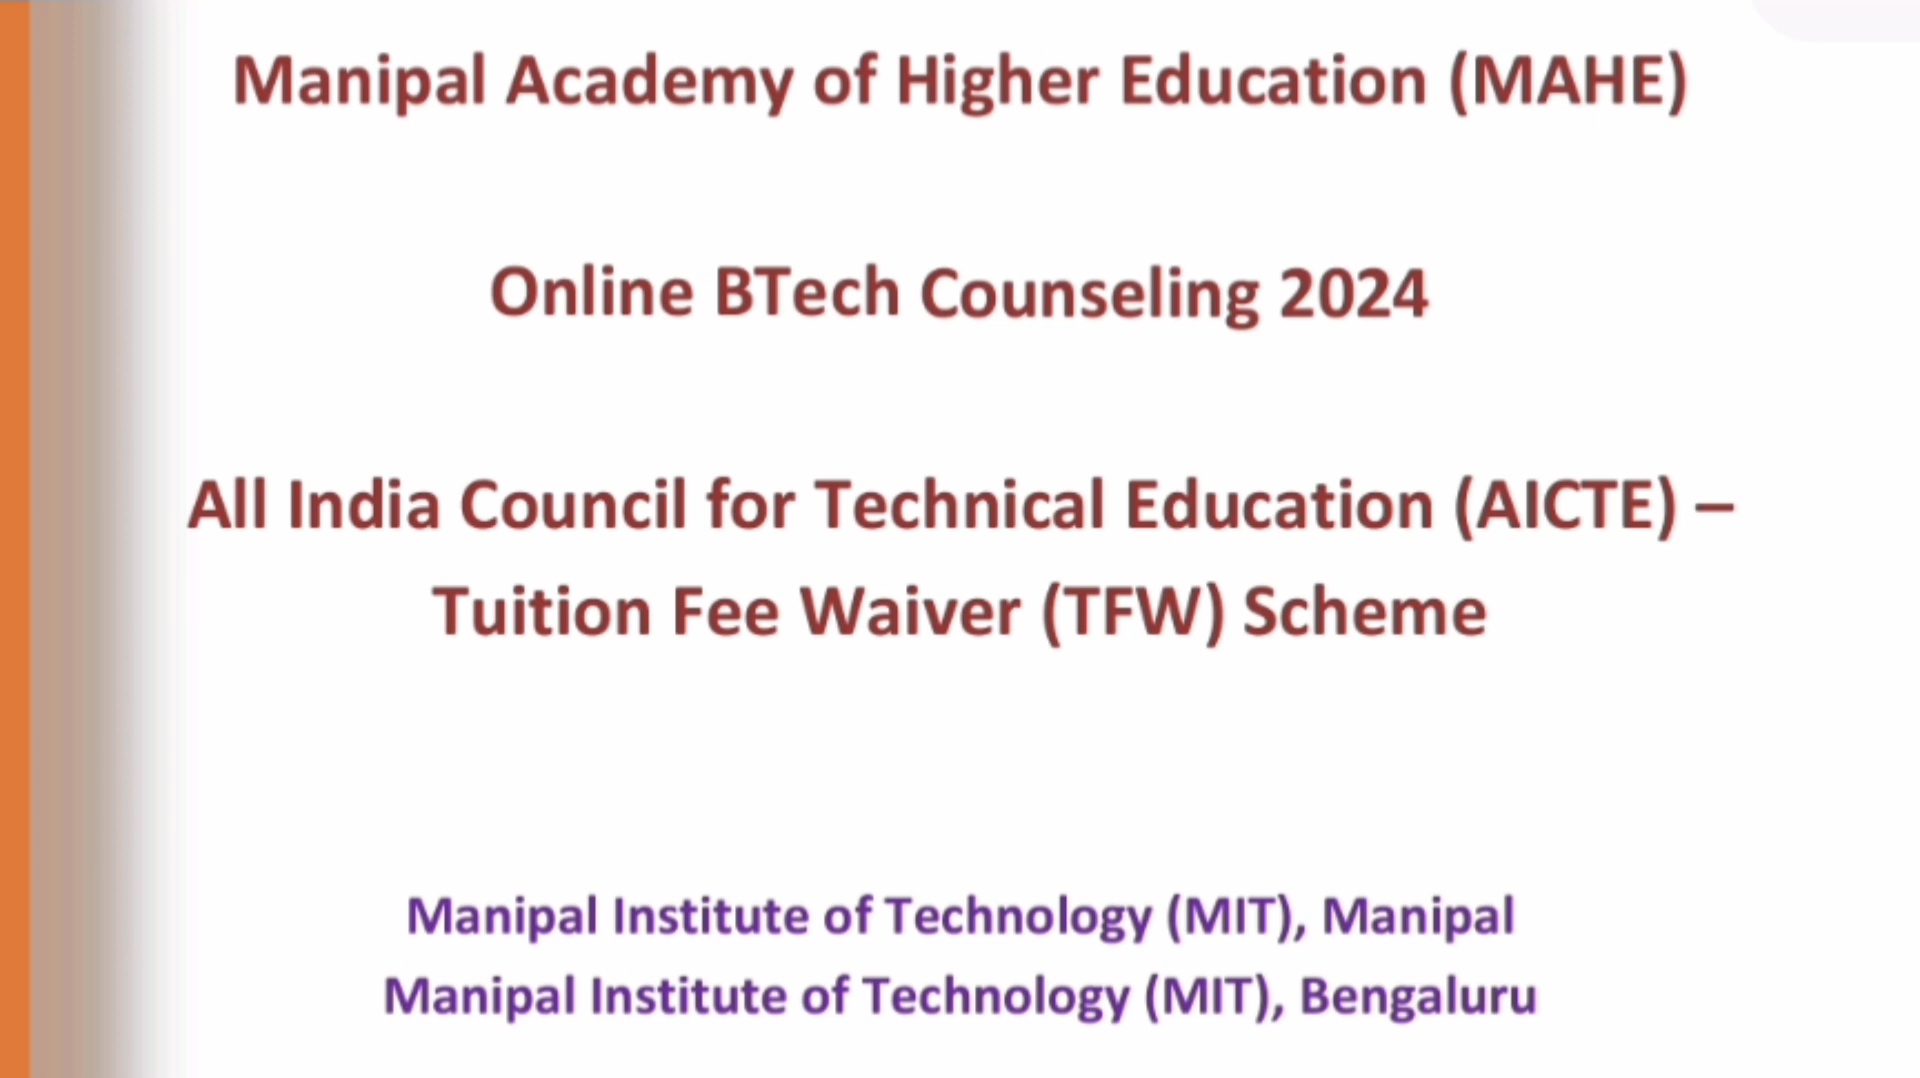 Manipal Academy of Higher Education (MAHE)
Online BTech Counseling 2024
All India Council for Technical Education (AICTE) –
Tuition Fee Waiver (TFW) Scheme
Manipal Institute of Technology (MIT), Manipal
Manipal Institute of Technology (MIT), Bengaluru